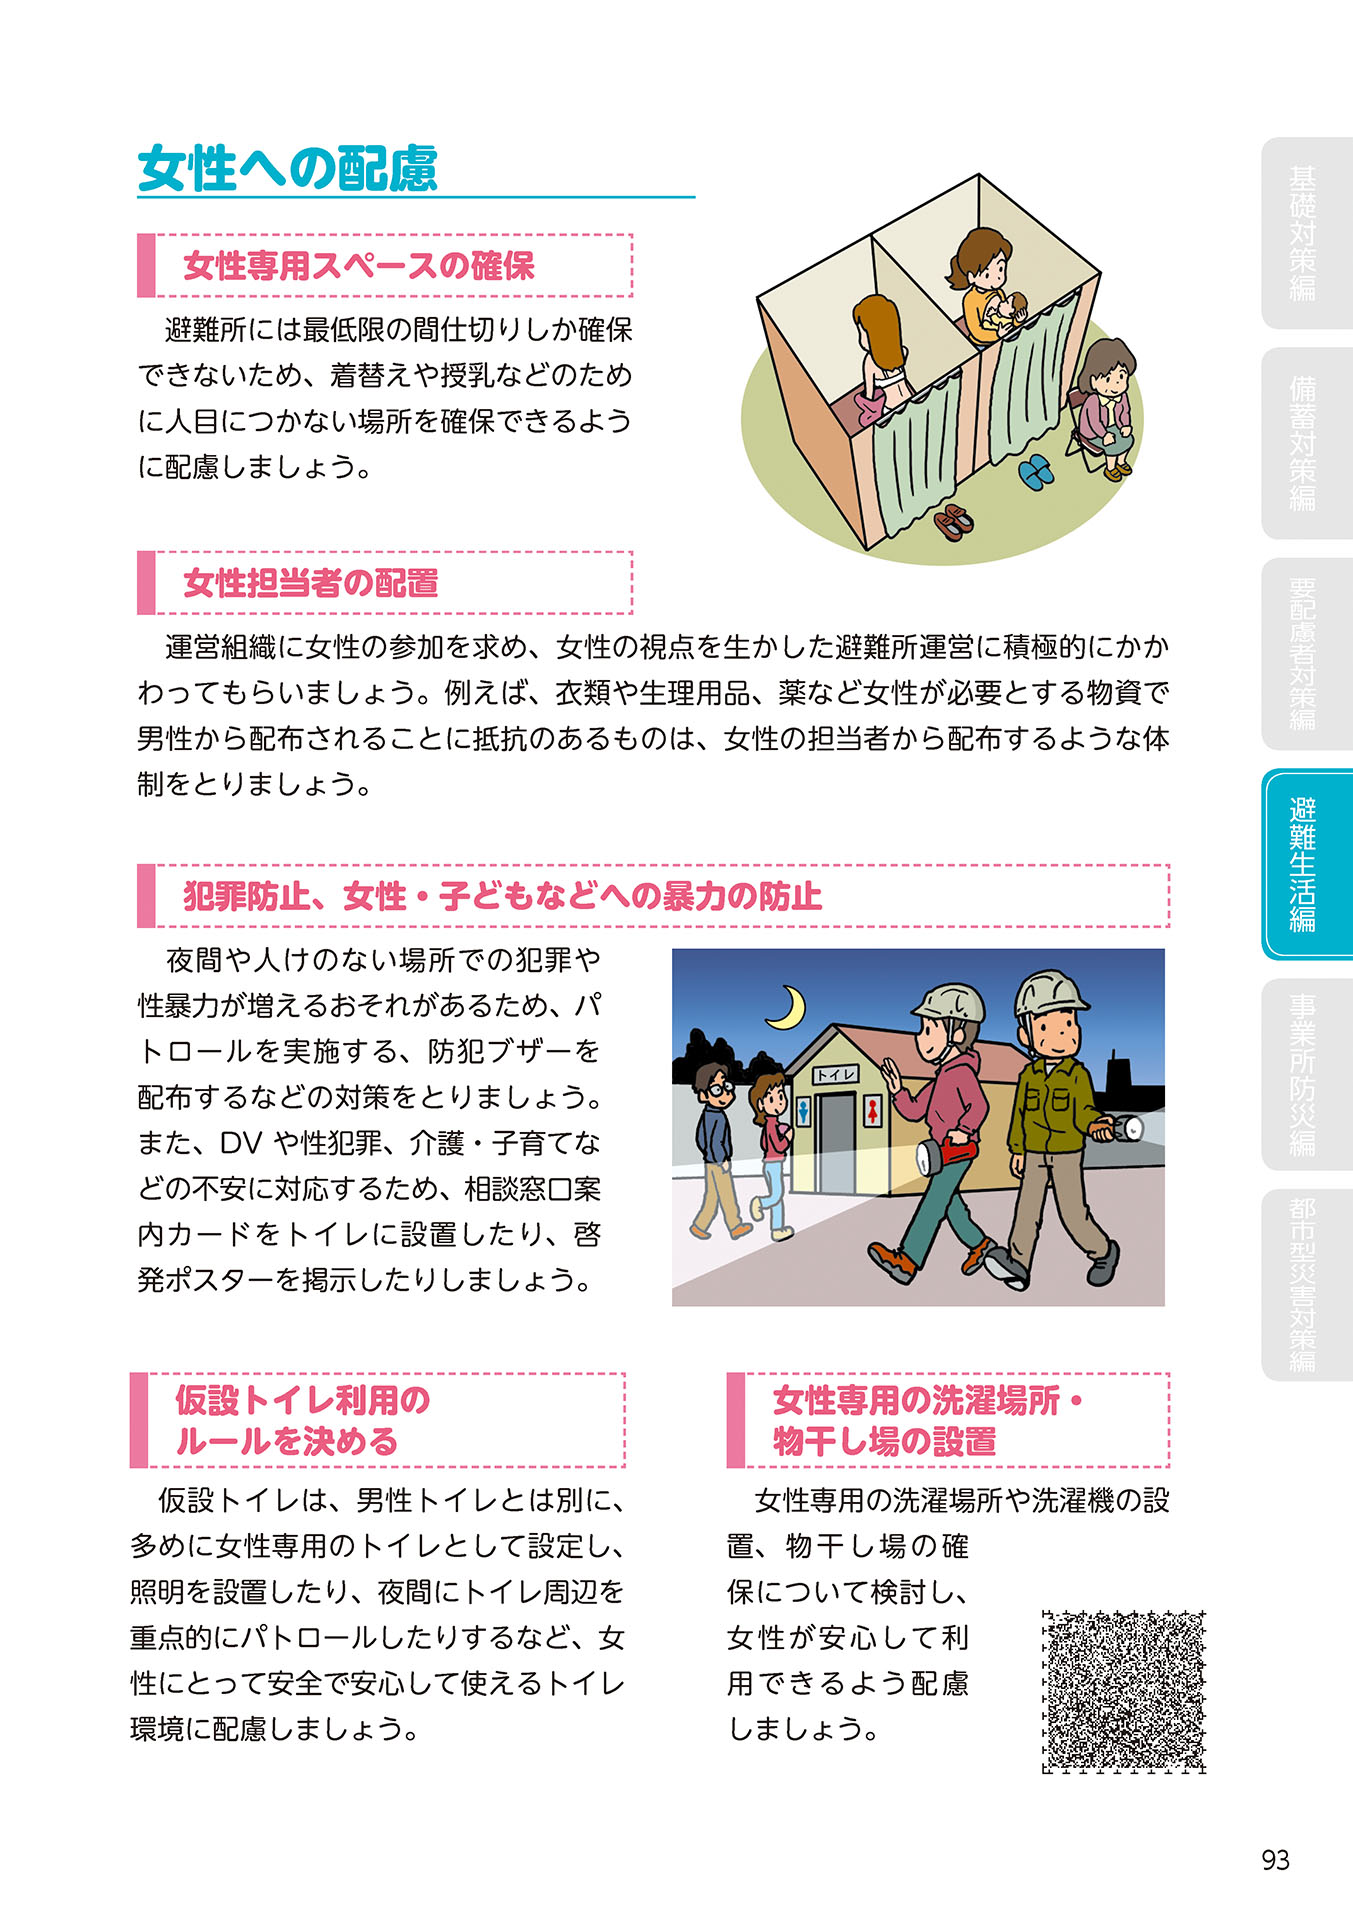 女性への配慮
女性専用スペースの確保
避難所には最低限の間仕切りしか確保
できないため、着替えや授乳などのため
に人目につかない場所を確保できるよう
に配慮しましょう。
女性担当者の配置
運営組織に女性の参加を求め、女性の視点を生かした避難所運営に積極的にかか
わってもらいましょう。例えば、衣類や生理用品、薬など女性が必要とする物資で
男性から配布されることに抵抗のあるものは、女性の担当者から配布するような体
制をとりましょう。
犯罪防止、女性・子どもなどへの暴力の防止
夜間や人けのない場所での犯罪や
性暴力が増えるおそれがあるため、パ
トロールを実施する、防犯ブザーを
配布するなどの対策をとりましょう。
また、DV や性犯罪、介護・子育てな
どの不安に対応するため、相談窓口案
内カードをトイレに設置したり、啓
発ポスターを掲示したりしましょう。
トイレ
仮設トイレ利用の
ルールを決める
仮設トイレは、男性トイレとは別に、
多めに女性専用のトイレとして設定し、
照明を設置したり、夜間にトイレ周辺を
重点的にパトロールしたりするなど、女
性にとって安全で安心して使えるトイレ
環境に配慮しましょう。
女性専用の洗濯場所・
物干し場の設置
女性専用の洗濯場所や洗濯機の設
置、物干し場の確
保について検討し、
女性が安心して利
用できるよう配慮
しましょう。
基礎対策編
備蓄対策編
要配慮者対策編
避難生活編
事業所防災編
都市型災害対策編
93